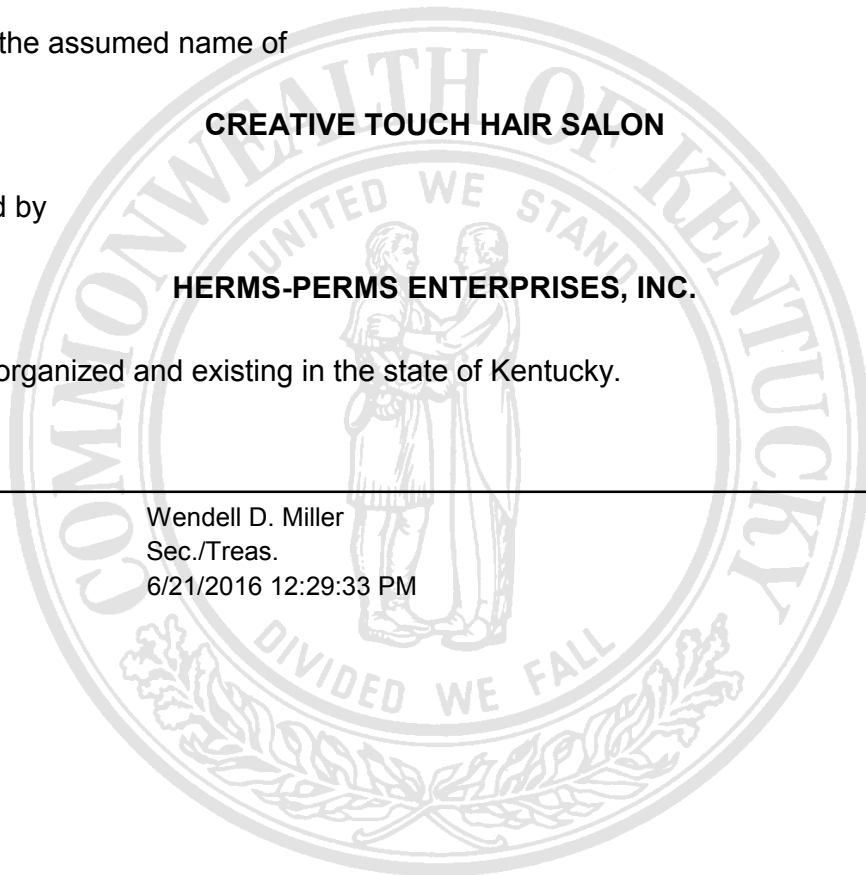 the assumed name of
CREATIVE TOUCH HAIR SALON
d by
HERMS-PERMS ENTERPRISES, INC.
organized and existing in the state of Kentucky.
Wendell D. Miller
Sec./Treas.
6/21/2016 12:29:33 PM
COMMONWEALTH OF KENTUCKY
UNITED WE STAND
DIVIDED WE FALL